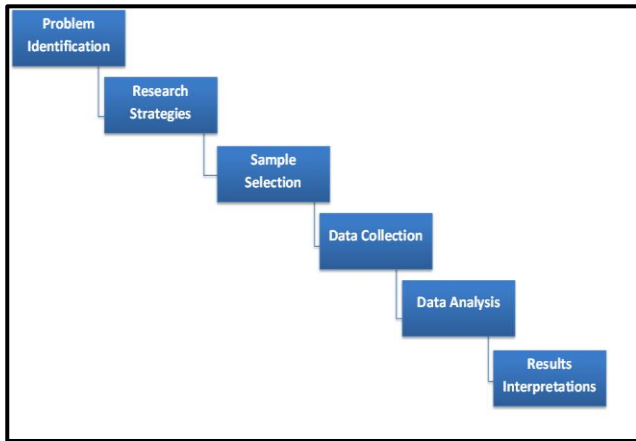 Problem
Identification
Research
Strategies
Sample
Selection
Data Collection
Data Analysis
Results
Interpretations